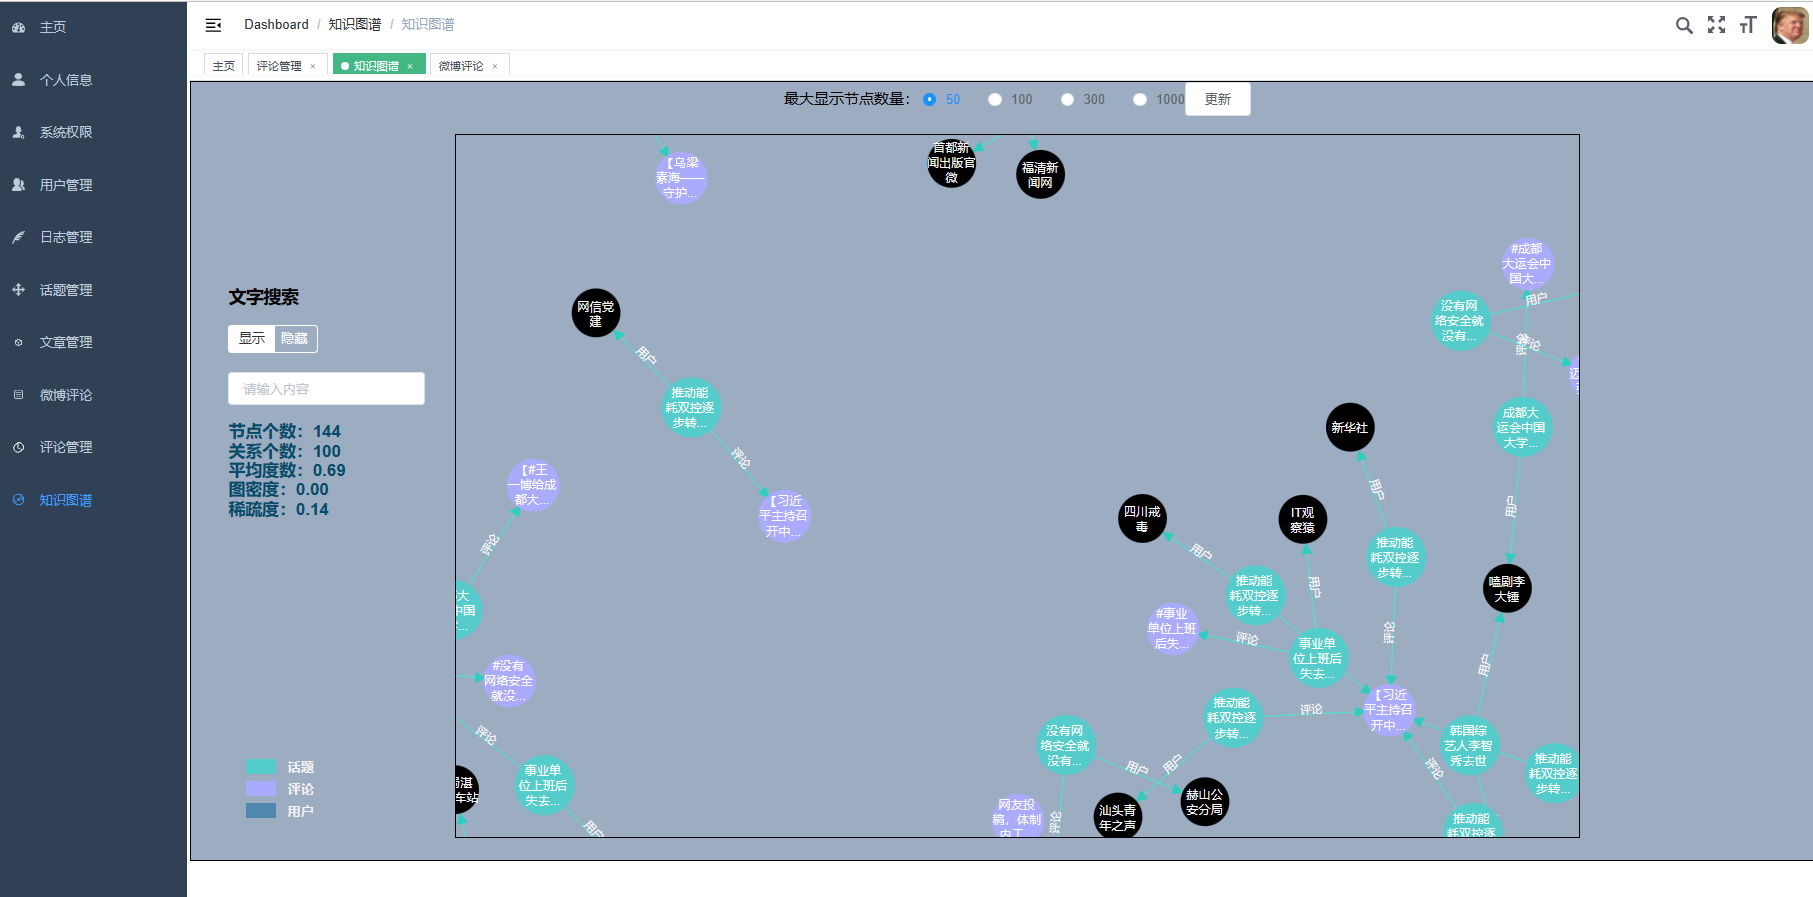 主页
个人信息
系统权限
用户管理
日志管理
话题管理
文章管理
微博评论
评论管理
知识图谱
Dashboard / 知识图谱 / 知识图谱
主页
评论管理 ×
知识图谱 ×
微博评论 ×
最大显示节点数量：
50
100
300
1000
更新
文字搜索
显示
隐藏
请输入内容
节点个数：144
关系个数：100
平均度数：0.69
图密度：0.00
稀疏度：0.14
话题
评论
用户
【乌梁
素海——
守护...
首都新
闻出版官
微
福清新
闻网
#成都
大运会中
国大...
没有网
络安全就
没有...
用户
评论
评论
网信党
建
用户
推动能
耗双控逐
步转...
评论
【习近
平主持召
开中...
成都大
运会中国
大学...
新华社
用户
用户
【#王
一博给成
都大...
评论
四川戒
毒
IT观
察猿
用户
用户
推动能
耗双控逐
步转...
推动能
耗双控逐
步转...
嗑剧李
大锤
大
中国
#事业
单位上班
后失...
评论
事业单
位上班后
失去...
评论
用户
#没有
网络安全
就没...
评论
推动能
耗双控逐
步转...
评论
【习近
平主持召
开中...
韩国综
艺人李智
秀去世
没有网
络安全就
没有...
用户
用户
评论
推动能
耗双控逐
步转...
事业单
位上班后
失去...
用户
湛
车站
网友投
稿，体制
内工
评论
汕头青
年之声
赫山公
安分局
推动能
耗双控逐